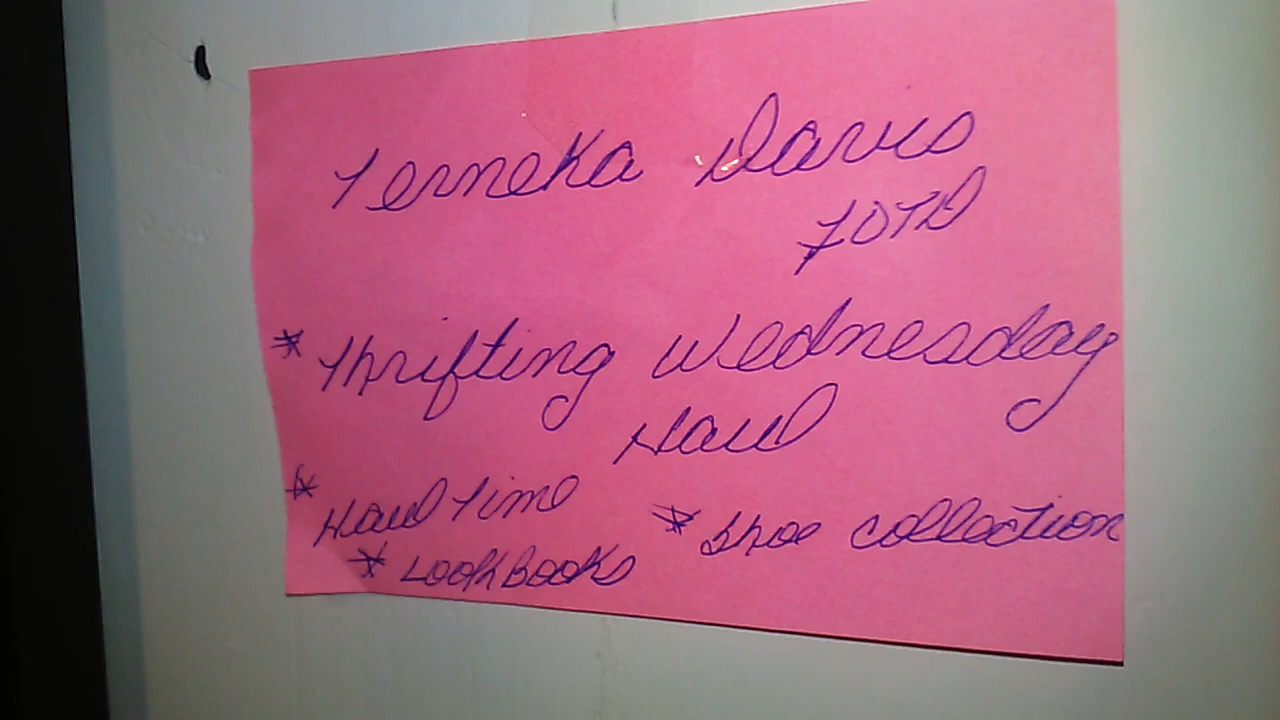 Terneka Davis
FOTD
* Thrifting Wednesday
Haul
* Haul Time
* Shoe Collection
* LookBooks